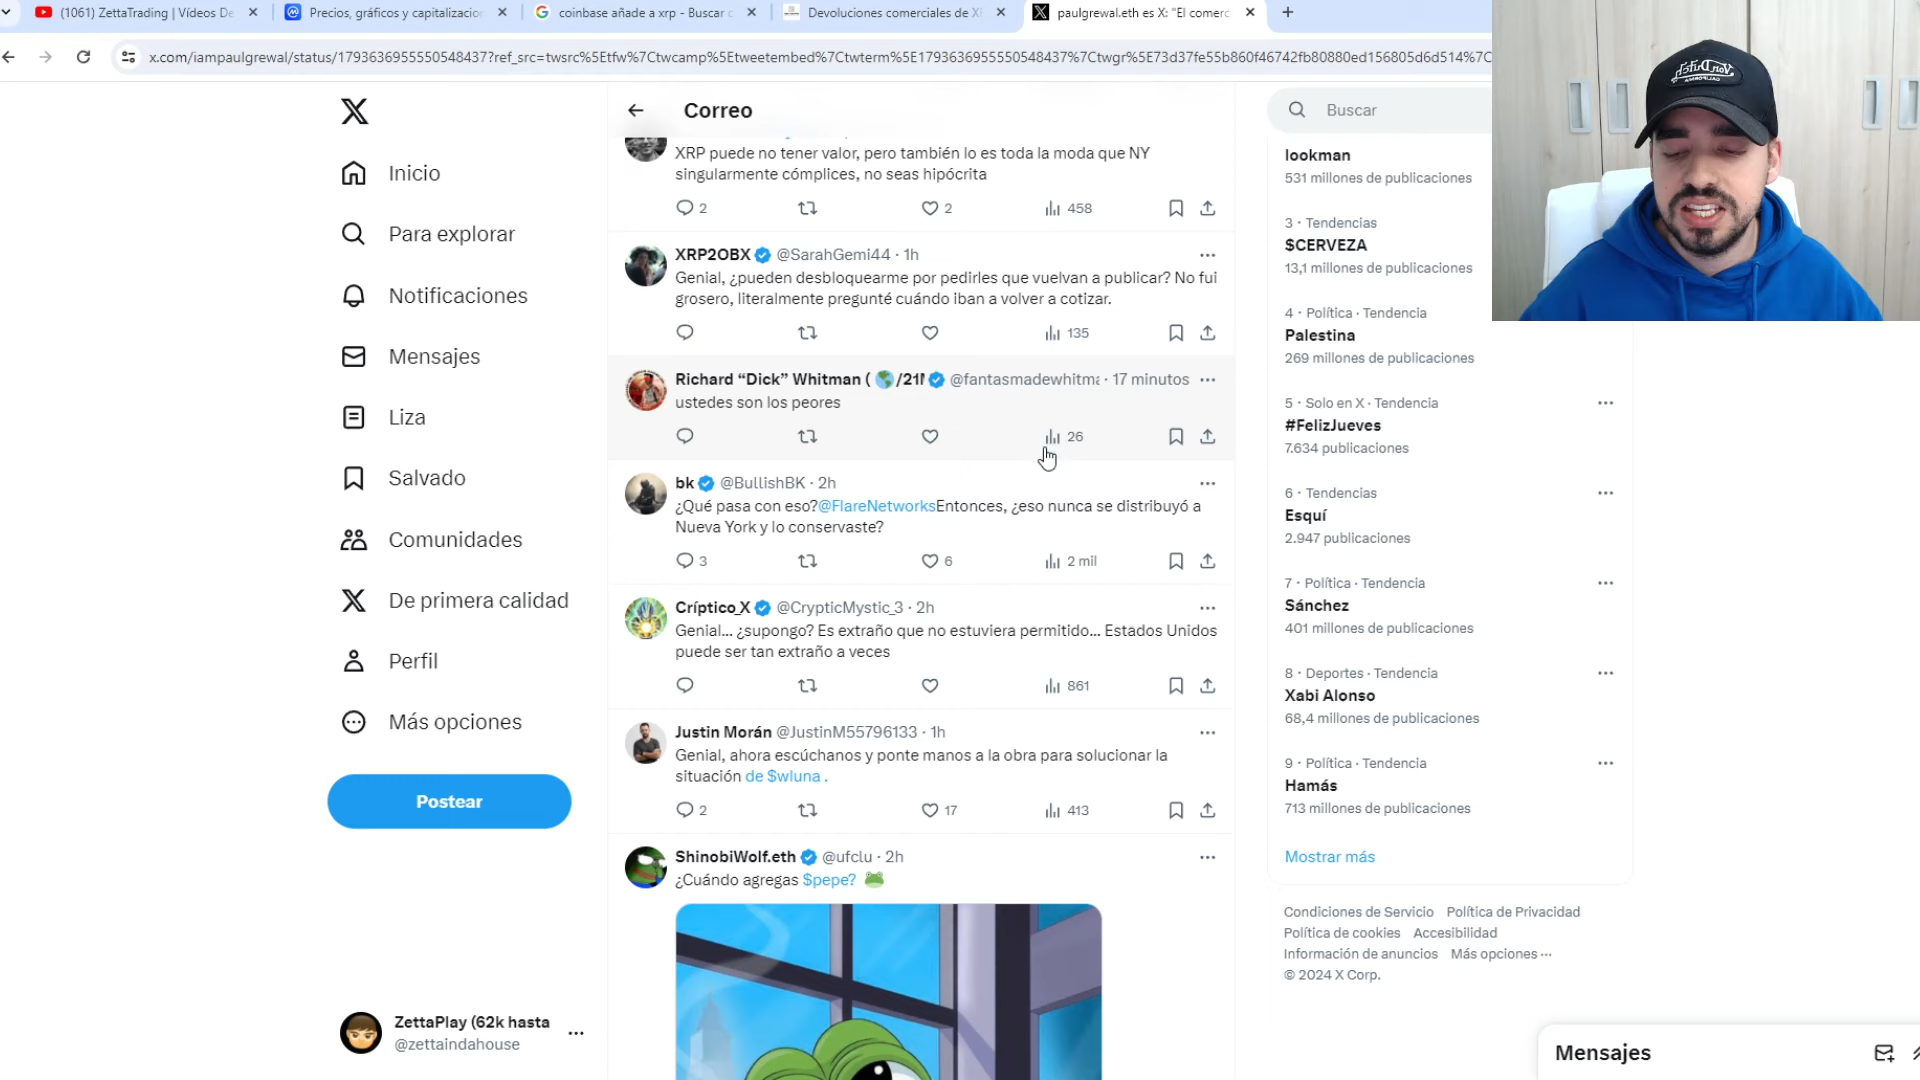 (1061) ZettaTrading | Vídeos De
Precios, gráficos y capitalizacion
coinbase añade a xrp - Buscar c
Devoluciones comerciales de XR
paulgrewal.eth es X: "El comerc
x.com/iampaulgrewal/status/1793636955550548437?ref_src=twsrc%5Etfw%7Ctwcamp%5Etweetembed%7Ctwterm%5E1793636955550548437%7Ctwgr%5E73d37fe55b860f46742fb80880ed156805d6d514%7C
Inicio
Para explorar
Notificaciones
Mensajes
Liza
Salvado
Comunidades
De primera calidad
Perfil
Más opciones
Postear
ZettaPlay (62k hasta
@zettaindahouse
Correo
XRP puede no tener valor, pero también lo es toda la moda que NY
singularmente cómplices, no seas hipócrita
2 2 458
XRP2OBX @SarahGemi44 · 1h
Genial, ¿pueden desbloquearme por pedirles que vuelvan a publicar? No fui
grosero, literalmente pregunté cuándo iban a volver a cotizar.
135
Richard “Dick” Whitman ( 🌎/21M @fantasmadewhitma · 17 minutos
ustedes son los peores
26
bk @BullishBK · 2h
¿Qué pasa con eso?@FlareNetworksEntonces, ¿eso nunca se distribuyó a
Nueva York y lo conservaste?
3 6 2 mil
Críptico_X @CrypticMystic_3 · 2h
Genial... ¿supongo? Es extraño que no estuviera permitido... Estados Unidos
puede ser tan extraño a veces
861
Justin Morán @JustinM55796133 · 1h
Genial, ahora escúchanos y ponte manos a la obra para solucionar la
situación de $wluna .
2 17 413
ShinobiWolf.eth @ufclu · 2h
¿Cuándo agregas $pepe? 🐸
Buscar
lookman
531 millones de publicaciones
3 · Tendencias
$CERVEZA
13,1 millones de publicaciones
4 · Política · Tendencia
Palestina
269 millones de publicaciones
5 · Solo en X · Tendencia
#FelizJueves
7.634 publicaciones
6 · Tendencias
Esquí
2.947 publicaciones
7 · Política · Tendencia
Sánchez
401 millones de publicaciones
8 · Deportes · Tendencia
Xabi Alonso
68,4 millones de publicaciones
9 · Política · Tendencia
Hamás
713 millones de publicaciones
Mostrar más
Condiciones de Servicio Política de Privacidad
Política de cookies Accesibilidad
Información de anuncios Más opciones ···
© 2024 X Corp.
Mensajes
Von Dutch